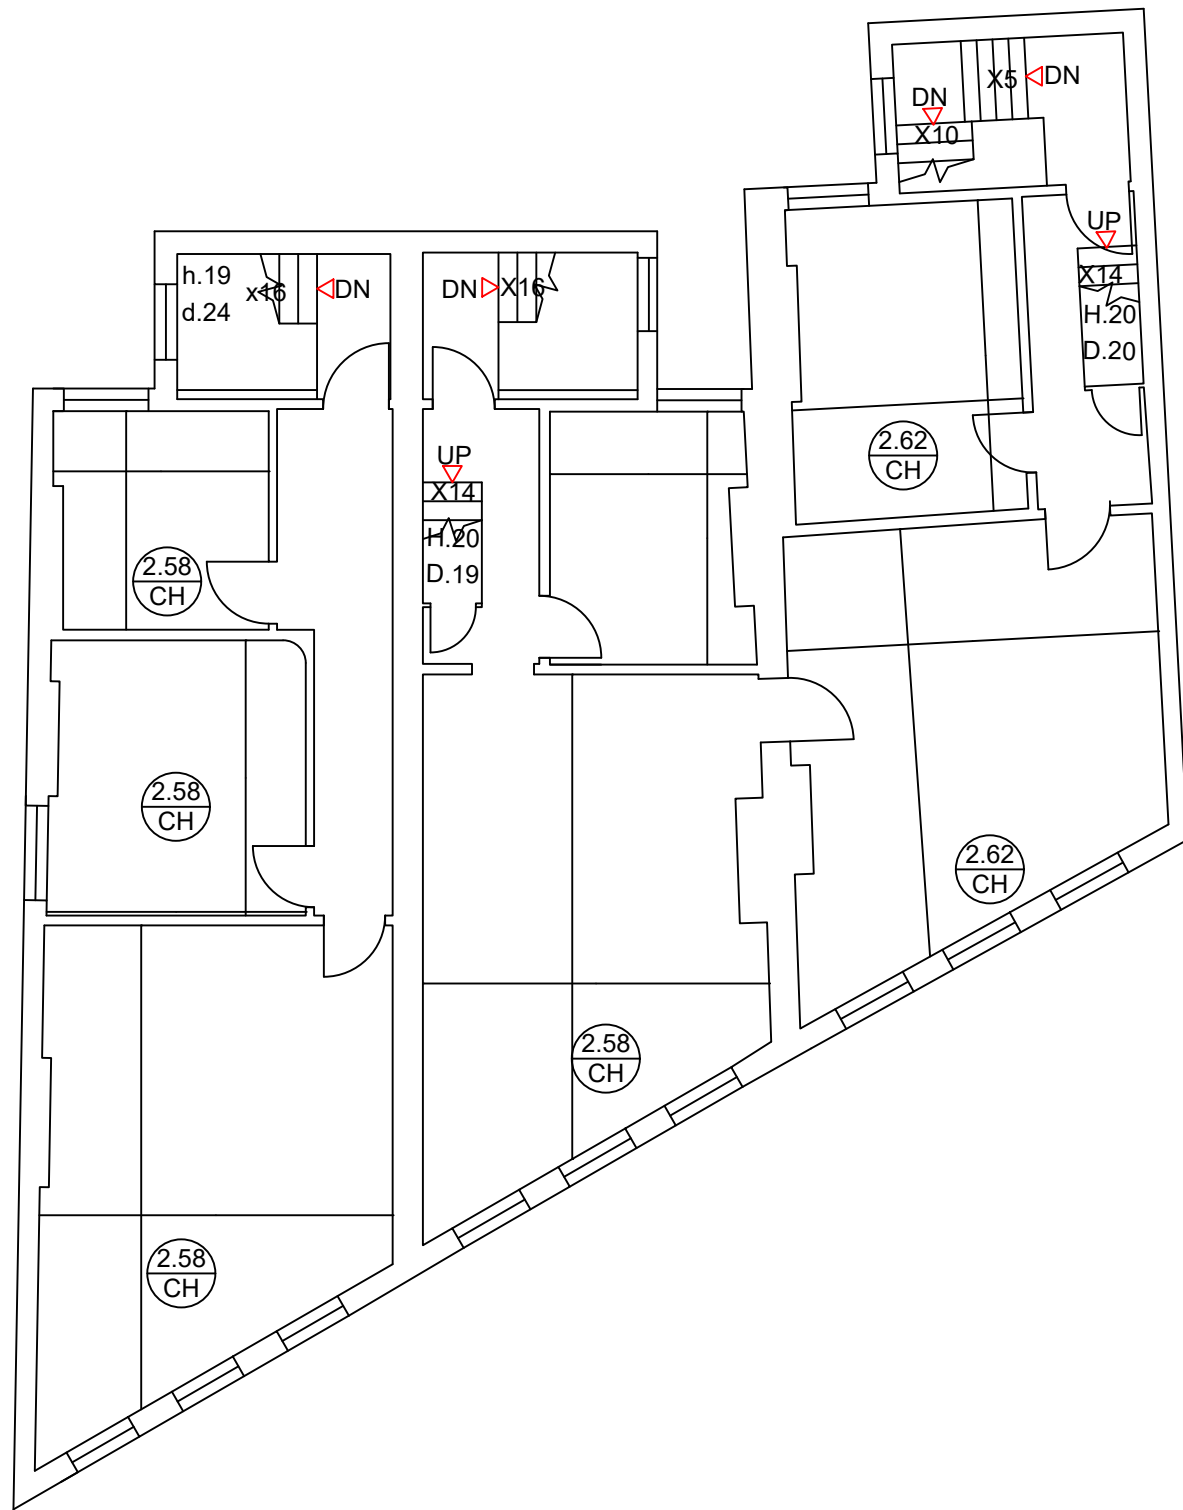 X5
DN
DN
X10
UP
X14
H.20
D.20
h.19
d.24
x16
DN
DN
X16
2.62
CH
UP
X14
H.20
D.19
2.58
CH
2.58
CH
2.62
CH
2.58
CH
2.58
CH